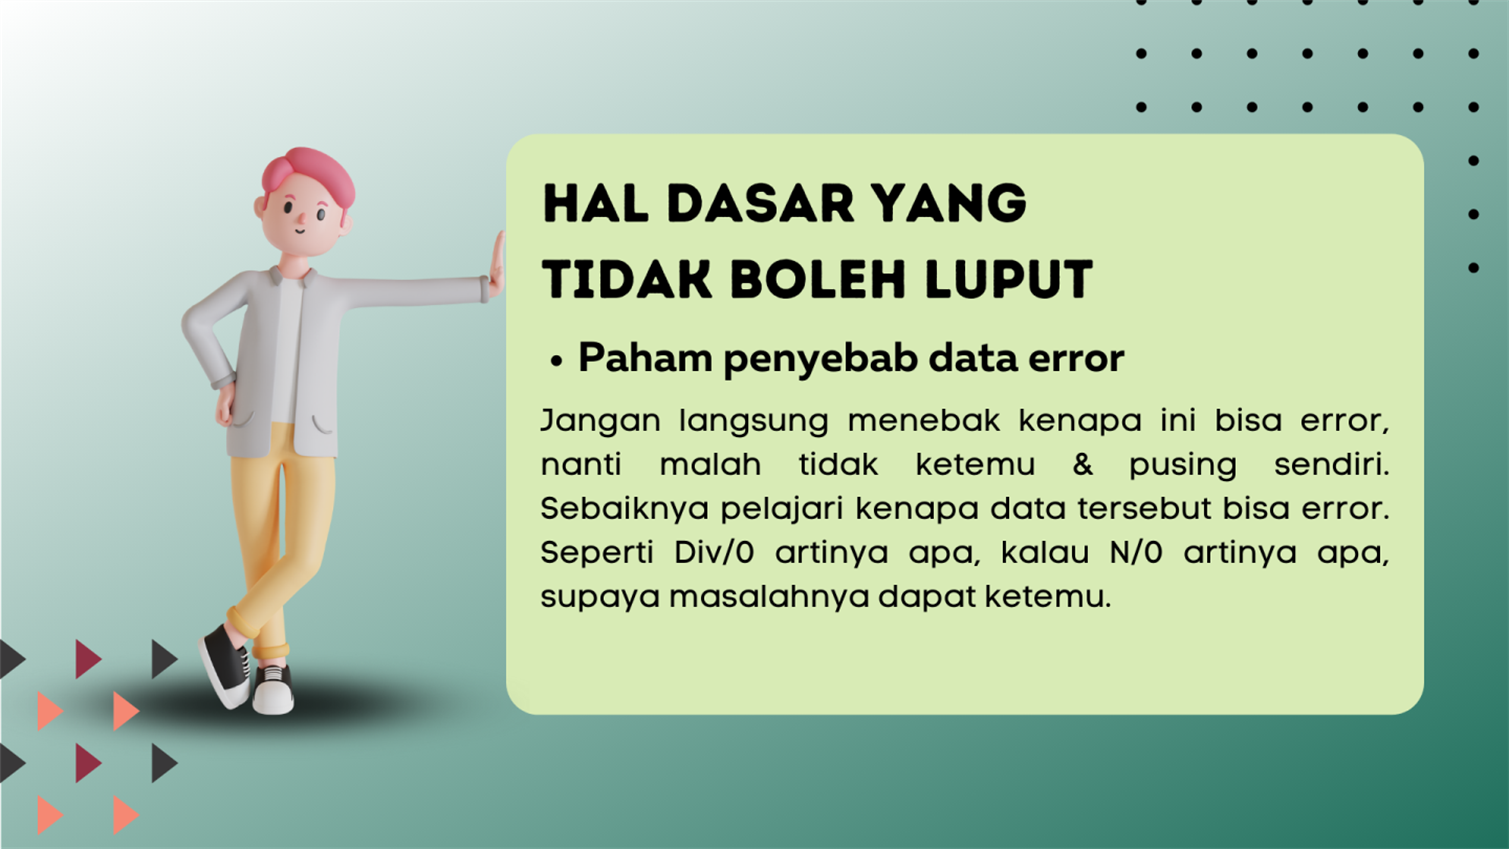 HAL DASAR YANG
TIDAK BOLEH LUPUT
• Paham penyebab data error
Jangan langsung menebak kenapa ini bisa error,
nanti malah tidak ketemu & pusing sendiri.
Sebaiknya pelajari kenapa data tersebut bisa error.
Seperti Div/0 artinya apa, kalau N/0 artinya apa,
supaya masalahnya dapat ketemu.